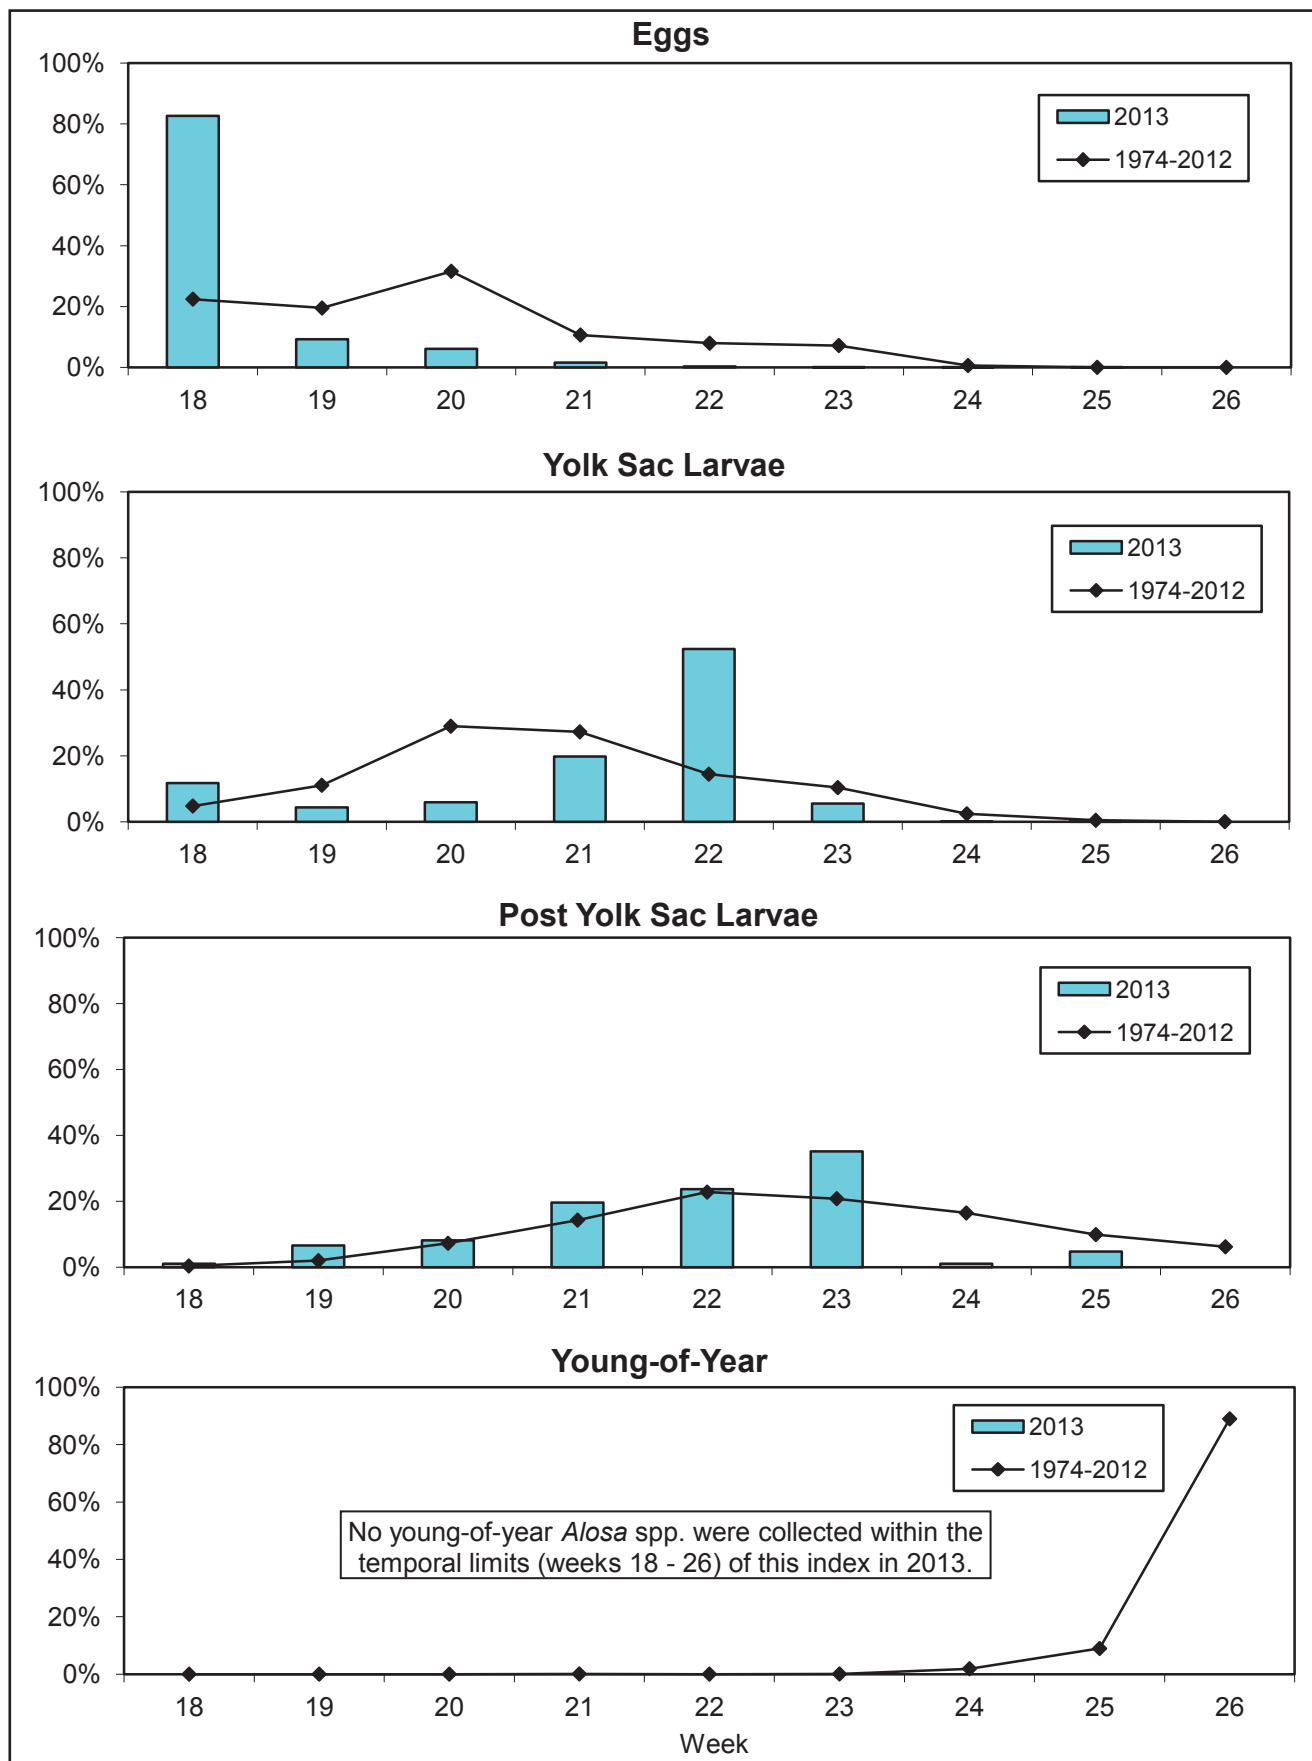 Eggs
100%
80%
60%
40%
20%
0%
2013
1974-2012
18 19 20 21 22 23 24 25 26
Yolk Sac Larvae
100%
80%
60%
40%
20%
0%
2013
1974-2012
18 19 20 21 22 23 24 25 26
Post Yolk Sac Larvae
100%
80%
60%
40%
20%
0%
2013
1974-2012
18 19 20 21 22 23 24 25 26
Young-of-Year
100%
80%
60%
40%
20%
0%
2013
1974-2012
No young-of-year Alosa spp. were collected within the
temporal limits (weeks 18 - 26) of this index in 2013.
18 19 20 21 22 23 24 25 26
Week